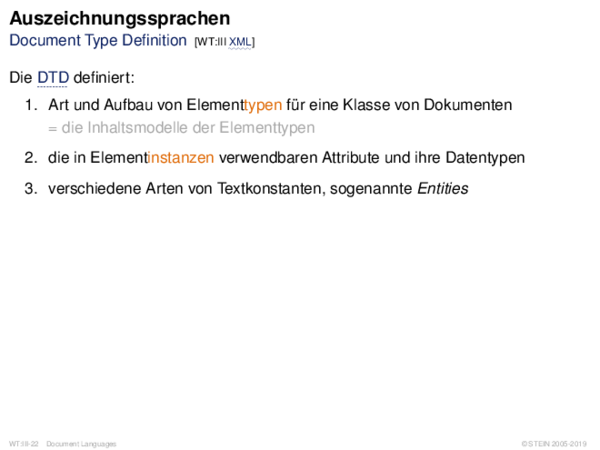 Auszeichnungssprachen
Document Type Definition [WT:III XML]
Die DTD definiert:
1. Art und Aufbau von Elementtypen für eine Klasse von Dokumenten
= die Inhaltsmodelle der Elementtypen
2. die in Elementinstanzen verwendbaren Attribute und ihre Datentypen
3. verschiedene Arten von Textkonstanten, sogenannte Entities
WT:II-22 Document Languages © STEIN 2005-2019